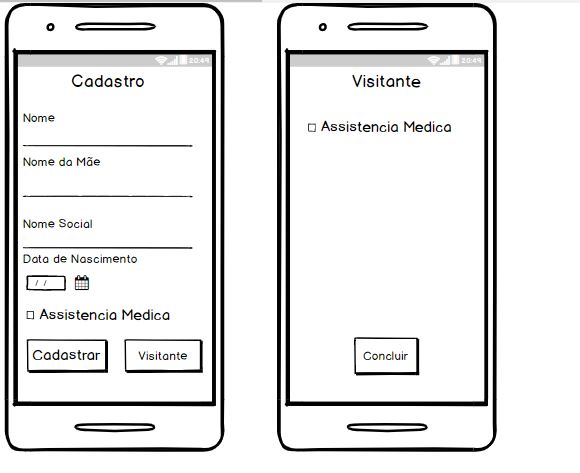 20:49
Cadastro
Nome
Nome da Mãe
Nome Social
Data de Nascimento
/ /
Assistencia Medica
Cadastrar
Visitante
20:49
Visitante
Assistencia Medica
Concluir